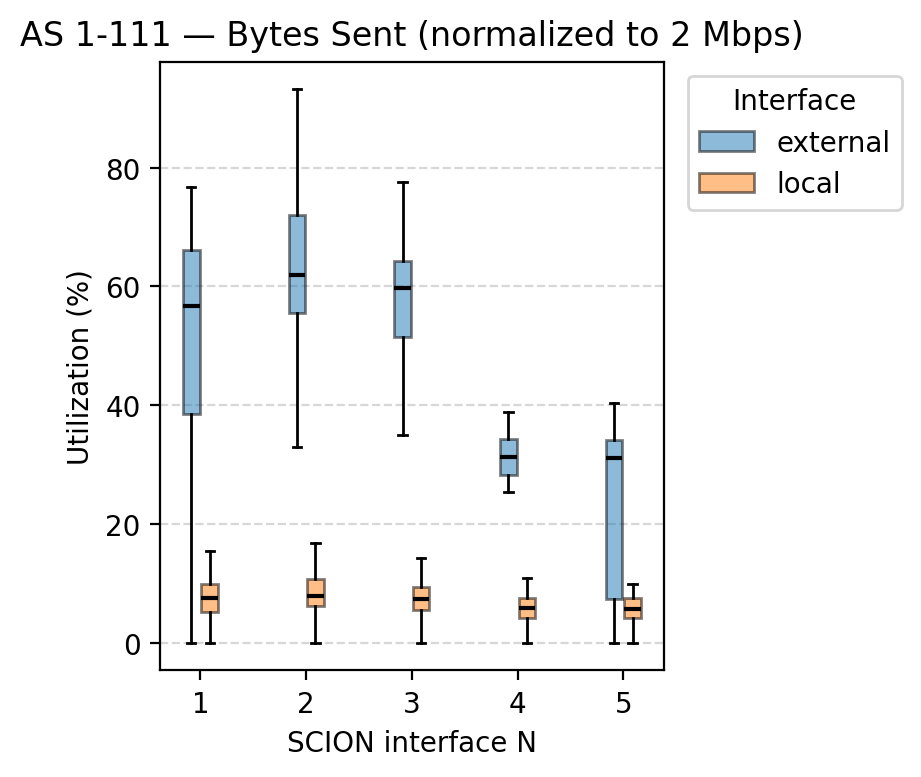 AS 1-111 — Bytes Sent (normalized to 2 Mbps)
Interface
external
local
Utilization (%)
80
60
40
20
0
1 2 3 4 5
SCION interface N